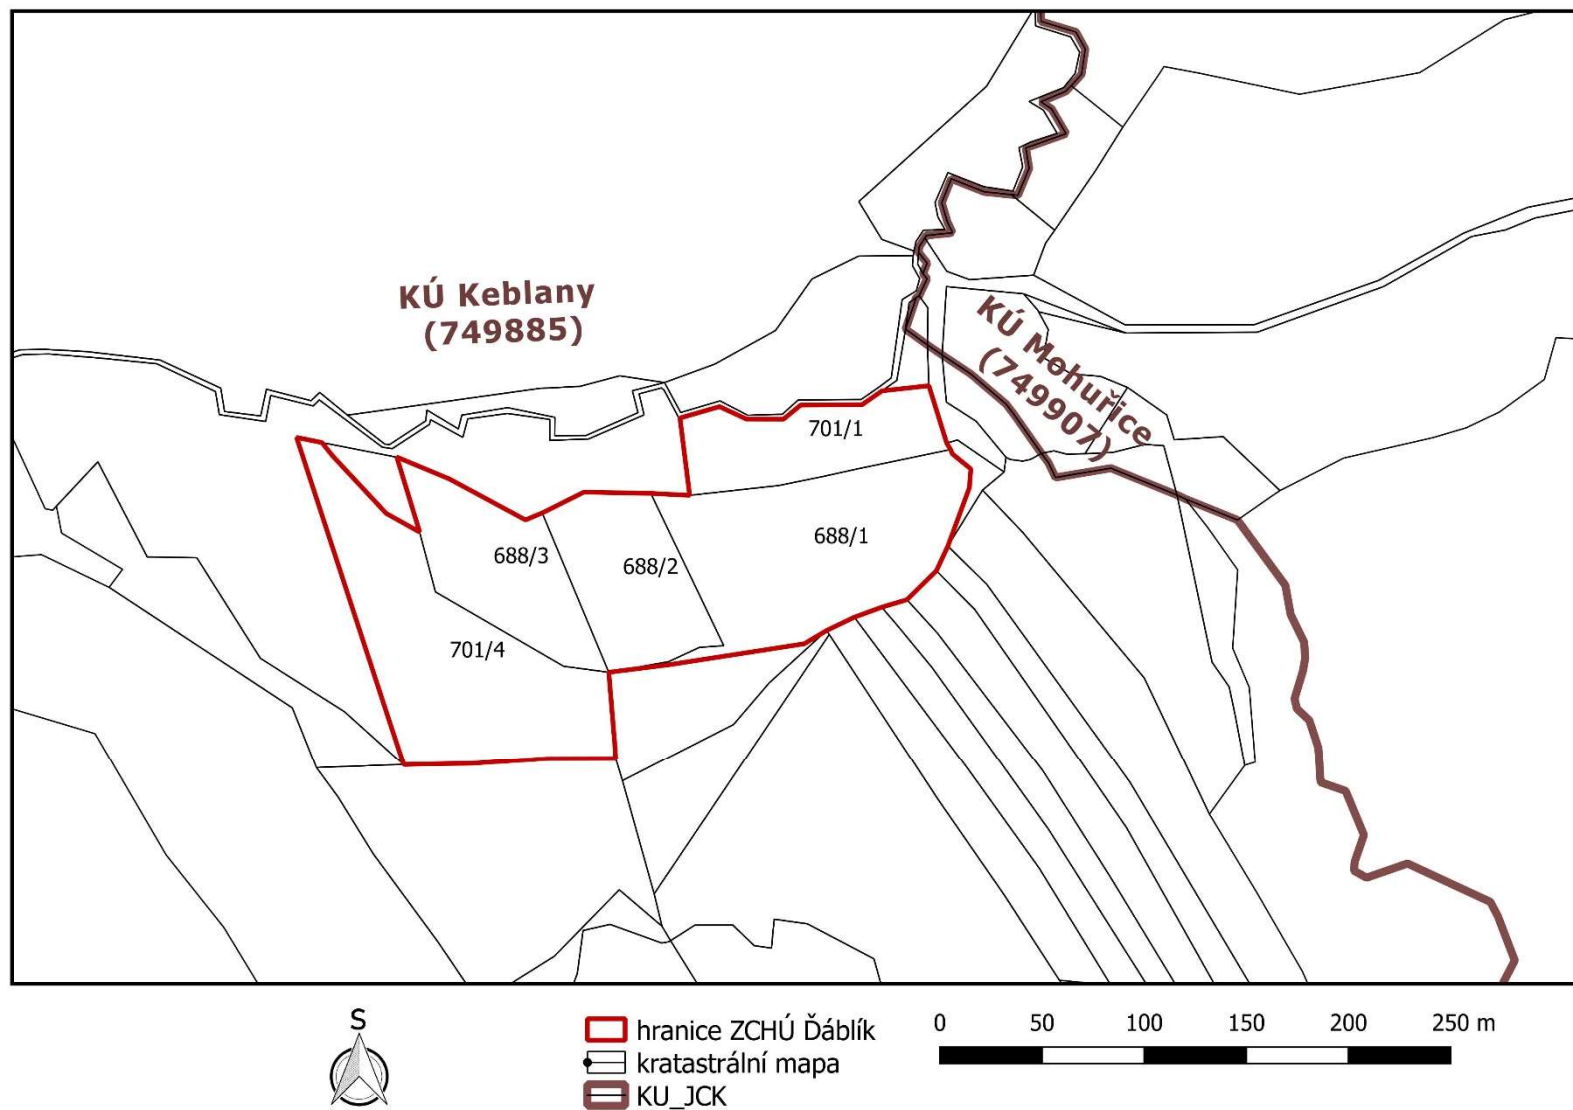 KÚ Keblany
(749885)
KÚ Mohuřice
(749907)
701/1
688/3
688/2
688/1
701/4
S
hranice ZCHÚ Ďáblík
kratastrální mapa
KU_JCK
0 50 100 150 200 250 m